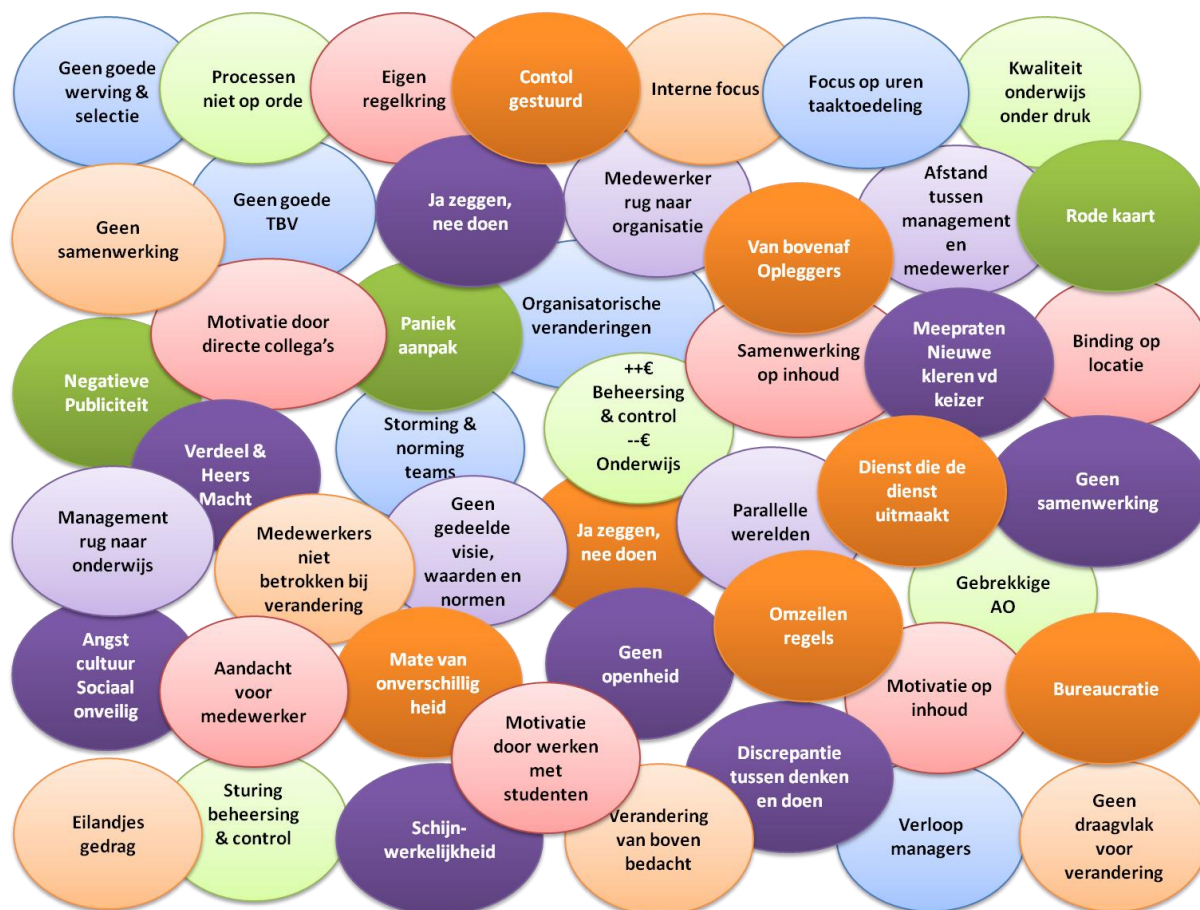 Geen goede
werving &
selectie
Processen
niet op orde
Eigen
regelkring
Contol
gestuurd
Interne focus
Focus op uren
taaktoedeling
Kwaliteit
onderwijs
onder druk
Geen
samenwerking
Geen goede
TBV
Ja zeggen,
nee doen
Medewerker
rug naar
organisatie
Van bovenaf
Opleggers
Afstand
tussen
management
en
medewerker
Rode kaart
Negatieve
Publiciteit
Motivatie door
directe collega's
Paniek
aanpak
Organisatorische
veranderingen
++€
Beheersing
& control
--€
Onderwijs
Samenwerking
op inhoud
Meepraten
Nieuwe
kleren vd
keizer
Binding op
locatie
Verdeel &
Heers
Macht
Storming &
norming
teams
Dienst die de
dienst
uitmaakt
Geen
samenwerking
Management
rug naar
onderwijs
Medewerkers
niet
betrokken bij
verandering
Geen
gedeelde
visie,
waarden en
normen
Ja zeggen,
nee doen
Parallelle
werelden
Gebrekkige
AO
Angst
cultuur
Sociaal
onveilig
Aandacht
voor
medewerker
Mate van
onverschillig
heid
Geen
openheid
Omzeilen
regels
Motivatie op
inhoud
Bureaucratie
Eilandjes
gedrag
Sturing
beheersing
& control
Schijn-
werkelijkheid
Motivatie
door werken
met
studenten
Verandering
van boven
bedacht
Discrepantie
tussen denken
en doen
Verloop
managers
Geen
draagvlak
voor
verandering